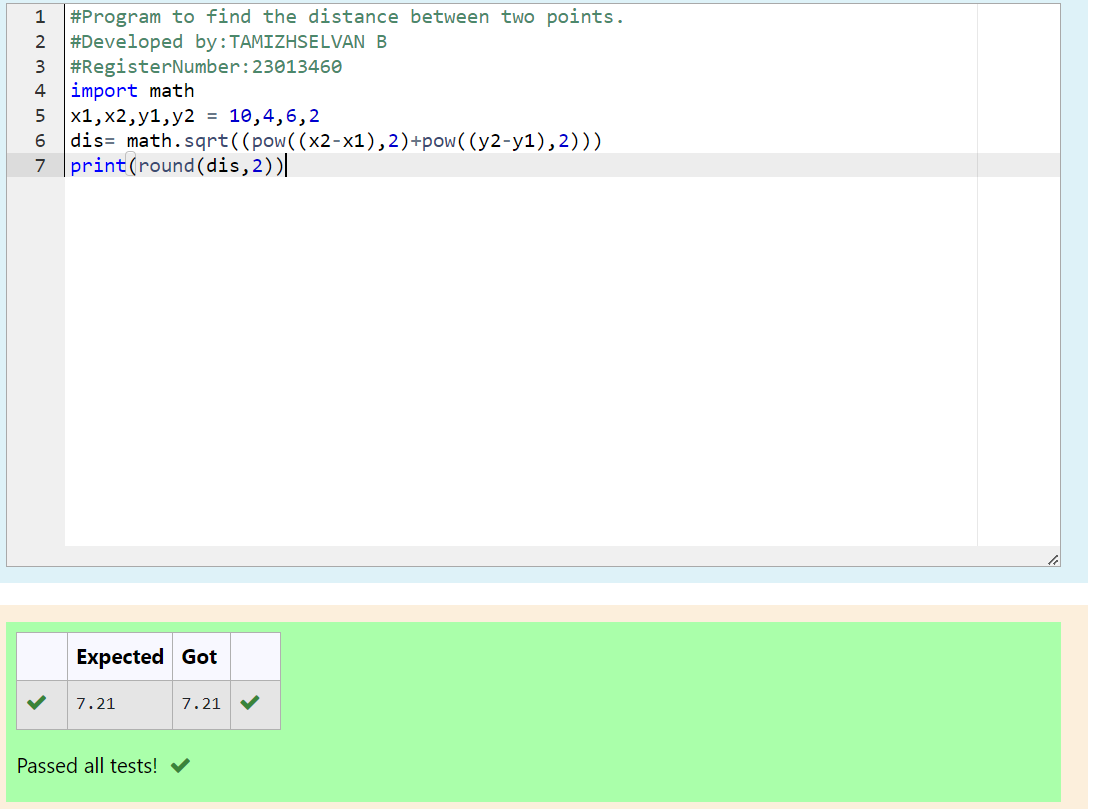 1 #Program to find the distance between two points.
2 #Developed by:TAMIZHSELVAN B
3 #RegisterNumber:23013460
4 import math
5 x1,x2,y1,y2 = 10,4,6,2
6 dis= math.sqrt((pow((x2-x1),2)+pow((y2-y1),2)))
7 print(round(dis,2))
Expected Got
7.21 7.21
Passed all tests!